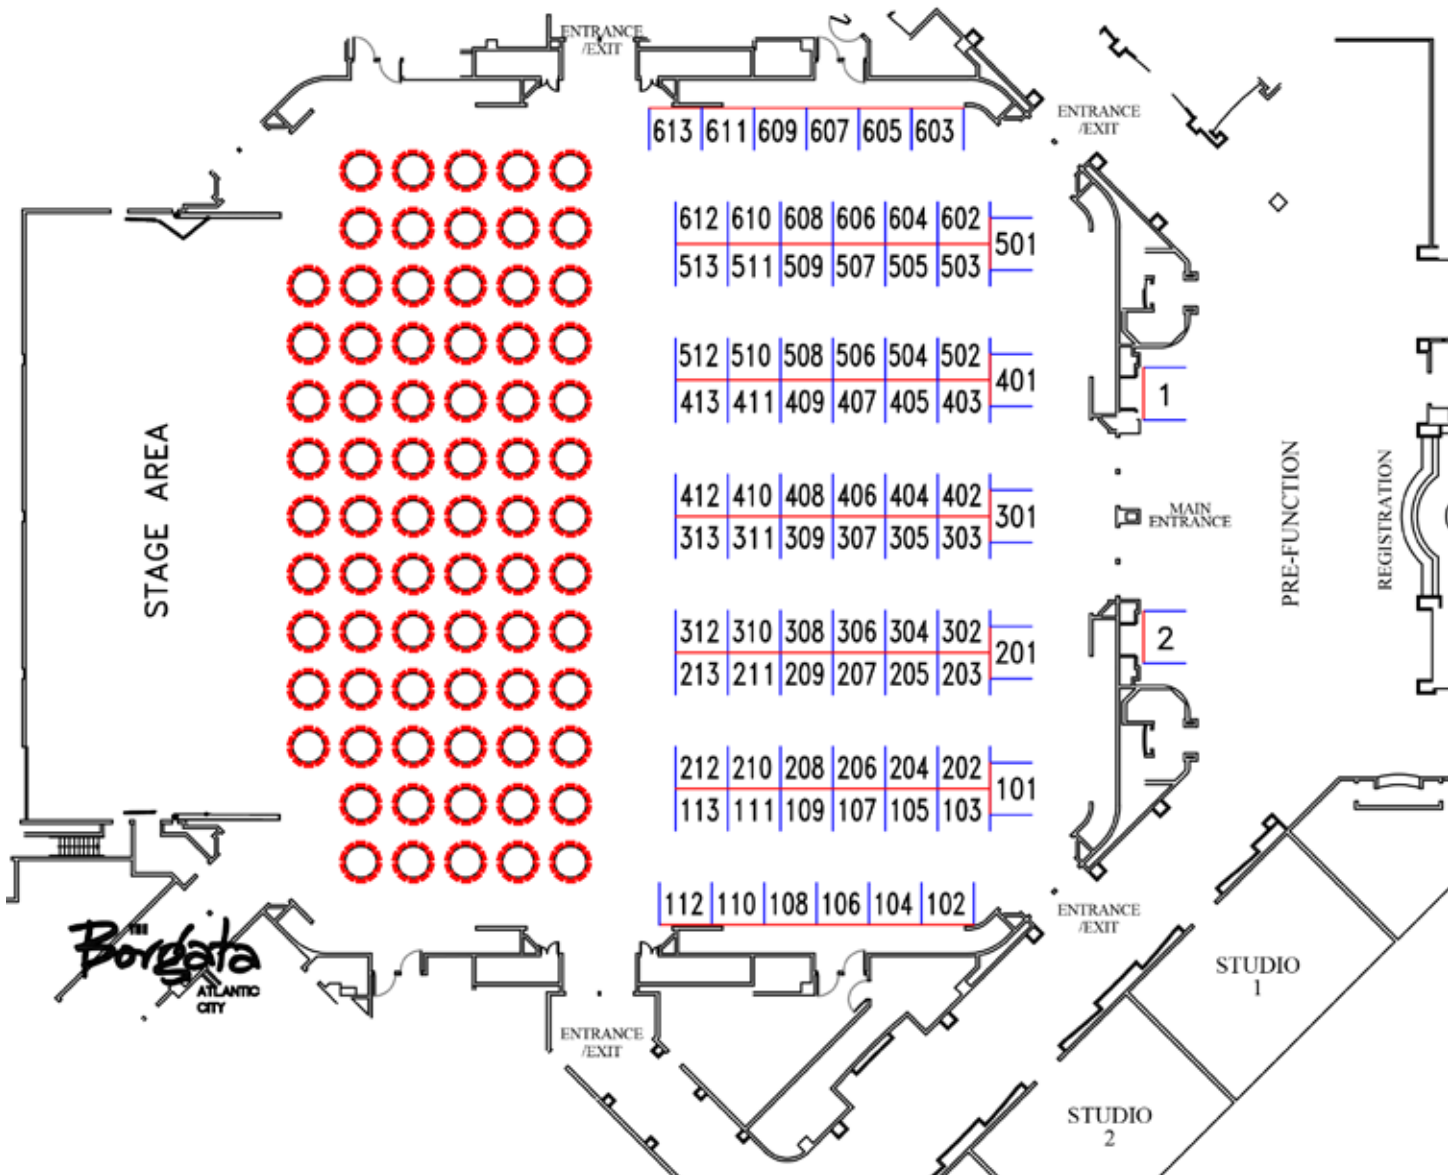 ENTRANCE
/EXIT
ENTRANCE
/EXIT
613 611 609 607 605 603
612 610 608 606 604 602
501
513 511 509 507 505 503
512 510 508 506 504 502
401
413 411 409 407 405 403
1
412 410 408 406 404 402
301
313 311 309 307 305 303
STAGE AREA
MAIN
ENTRANCE
PRE-FUNCTION
REGISTRATION
312 310 308 306 304 302
201
213 211 209 207 205 203
2
212 210 208 206 204 202
101
113 111 109 107 105 103
112 110 108 106 104 102
ENTRANCE
/EXIT
THE
Borgata
ATLANTIC
CITY
STUDIO
1
ENTRANCE
/EXIT
STUDIO
2